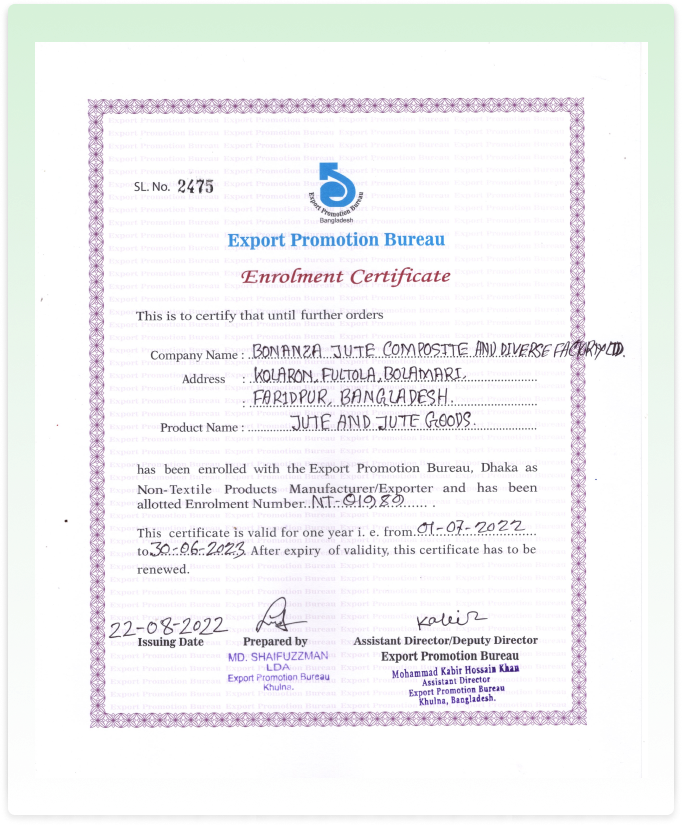 SL. No. 2475
Export Promotion Bureau
Bangladesh
Export Promotion Bureau
Enrolment Certificate
This is to certify that until further orders
Company Name : BONANZA JUTE COMPOSITE AND DIVERSE FACTORY LTD.
Address : KOLARON, FULTOLA, BOLAMARI,
: FARIDPUR, BANGLADESH.
Product Name : JUTE AND JUTE GOODS.
has been enrolled with the Export Promotion Bureau, Dhaka as
Non-Textile Products Manufacturer/Exporter and has been
allotted Enrolment Number. NT-01989 .
This certificate is valid for one year i. e. from 01-07-2022
to 30-06-2023. After expiry of validity, this certificate has to be
renewed.
22-08-2022
Issuing Date
Prepared by
MD. SHAIFUZZMAN
LDA
Export Promotion Bureau
Khulna.
Kabir
Assistant Director/Deputy Director
Export Promotion Bureau
Mohammad Kabir Hossain Khan
Assistant Director
Export Promotion Bureau
Khulna, Bangladesh.